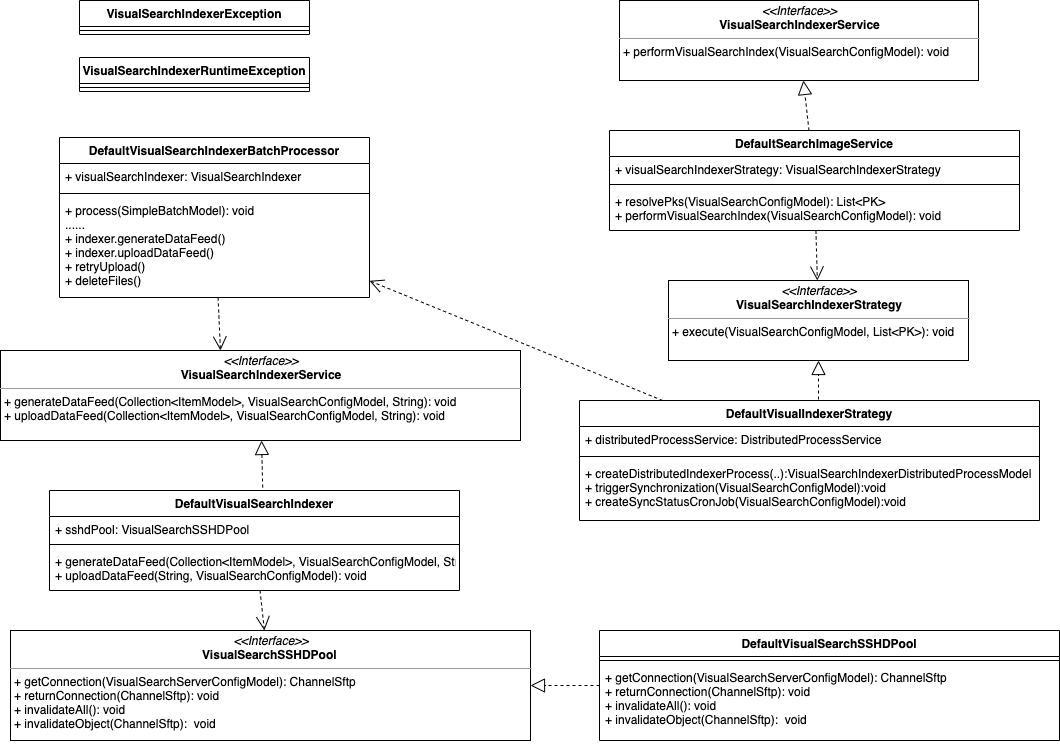 VisualSearchIndexerException
VisualSearchIndexerRuntimeException
<<Interface>>
VisualSearchIndexerService
+ performVisualSearchIndex(VisualSearchConfigModel): void
DefaultVisualSearchIndexerBatchProcessor
+ visualSearchIndexer: VisualSearchIndexer
+ process(SimpleBatchModel): void
......
+ indexer.generateDataFeed()
+ indexer.uploadDataFeed()
+ retryUpload()
+ deleteFiles()
DefaultSearchImageService
+ visualSearchIndexerStrategy: VisualSearchIndexerStrategy
+ resolvePks(VisualSearchConfigModel): List<PK>
+ performVisualSearchIndex(VisualSearchConfigModel): void
<<Interface>>
VisualSearchIndexerStrategy
+ execute(VisualSearchConfigModel, List<PK>): void
<<Interface>>
VisualSearchIndexerService
+ generateDataFeed(Collection<ItemModel>, VisualSearchConfigModel, String): void
+ uploadDataFeed(Collection<ItemModel>, VisualSearchConfigModel, String): void
DefaultVisualIndexerStrategy
+ distributedProcessService: DistributedProcessService
+ createDistributedIndexerProcess(..):VisualSearchIndexerDistributedProcessModel
+ triggerSynchronization(VisualSearchConfigModel):void
+ createSyncStatusCronJob(VisualSearchConfigModel):void
DefaultVisualSearchIndexer
+ sshdPool: VisualSearchSSHDPool
+ generateDataFeed(Collection<ItemModel>, VisualSearchConfigModel, Stri
+ uploadDataFeed(String, VisualSearchConfigModel): void
<<Interface>>
VisualSearchSSHDPool
+ getConnection(VisualSearchServerConfigModel): ChannelSftp
+ returnConnection(ChannelSftp): void
+ invalidateAll(): void
+ invalidateObject(ChannelSftp):  void
DefaultVisualSearchSSHDPool
+ getConnection(VisualSearchServerConfigModel): ChannelSftp
+ returnConnection(ChannelSftp): void
+ invalidateAll(): void
+ invalidateObject(ChannelSftp):  void